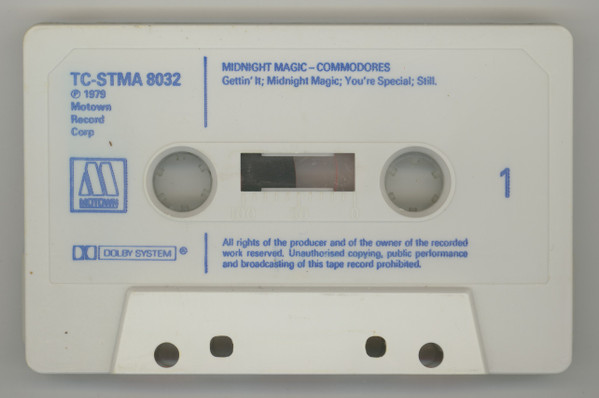 TC-STMA 8032
℗ 1979
Motown
Record
Corp
MIDNIGHT MAGIC – COMMODORES
Gettin' It; Midnight Magic; You're Special; Still.
MOTOWN
1
DOLBY SYSTEM ®
All rights of the producer and of the owner of the recorded
work reserved. Unauthorised copying, public performance
and broadcasting of this tape record prohibited.